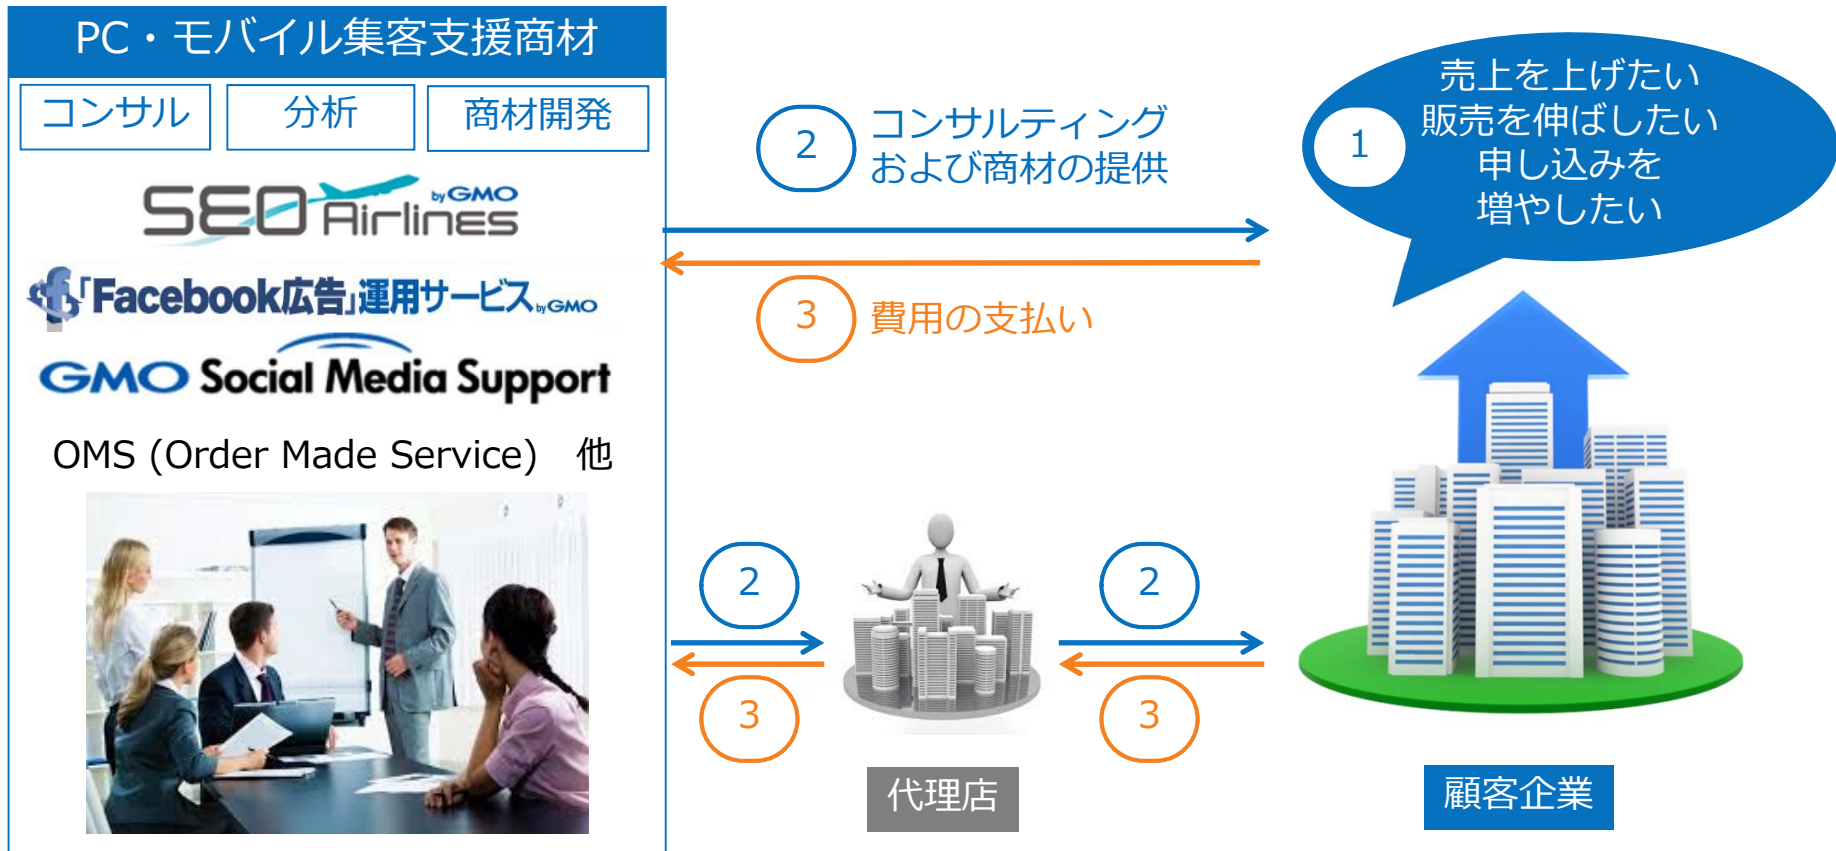 PC・モバイル集客支援商材
コンサル
分析
商材開発
SEO Airlines byGMO
「Facebook広告」運用サービス byGMO
GMO Social Media Support
OMS (Order Made Service)　他
2
コンサルティング
および商材の提供
3
費用の支払い
1
売上を上げたい
販売を伸ばしたい
申し込みを
増やしたい
2
3
代理店
2
3
顧客企業